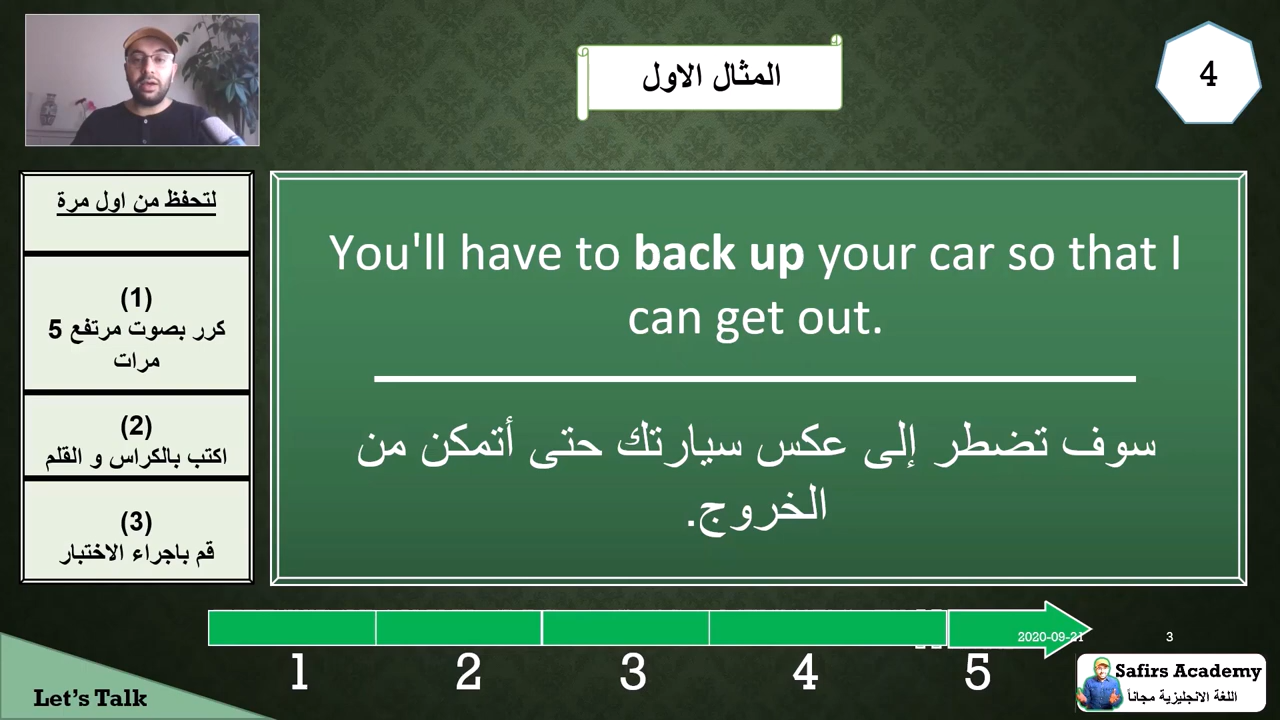 المثال الاول
4
لتحفظ من اول مرة
(1)
كرر بصوت مرتفع 5
مرات
(2)
اكتب بالكراس و القلم
(3)
قم باجراء الاختبار
You'll have to back up your car so that I
can get out.
سوف تضطر إلى عكس سيارتك حتى أتمكن من
الخروج.
2020-09-21
3
1 2 3 4 5
Let's Talk
Safirs Academy
اللغة الانجليزية مجاناً